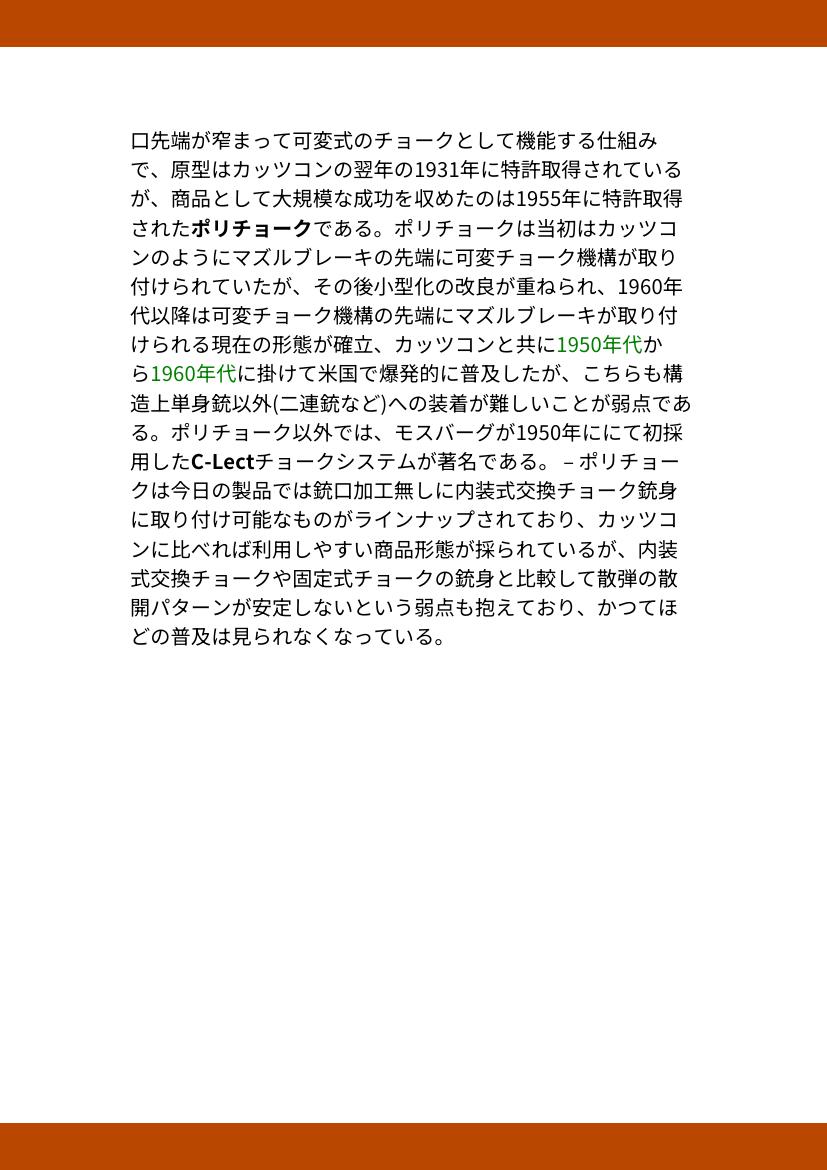 口先端が窄まって可変式のチョークとして機能する仕組み
で、原型はカッツコンの翌年の1931年に特許取得されている
が、商品として大規模な成功を収めたのは1955年に特許取得
されたポリチョークである。ポリチョークは当初はカッツコ
ンのようにマズルブレーキの先端に可変チョーク機構が取り
付けられていたが、その後小型化の改良が重ねられ、1960年
代以降は可変チョーク機構の先端にマズルブレーキが取り付
けられる現在の形態が確立、カッツコンと共に1950年代か
ら1960年代に掛けて米国で爆発的に普及したが、こちらも構
造上単身銃以外(二連銃など)への装着が難しいことが弱点であ
る。ポリチョーク以外では、モスバーグが1950年ににて初採
用したC-Lectチョークシステムが著名である。 – ポリチョー
クは今日の製品では銃口加工無しに内装式交換チョーク銃身
に取り付け可能なものがラインナップされており、カッツコ
ンに比べれば利用しやすい商品形態が採られているが、内装
式交換チョークや固定式チョークの銃身と比較して散弾の散
開パターンが安定しないという弱点も抱えており、かつてほ
どの普及は見られなくなっている。